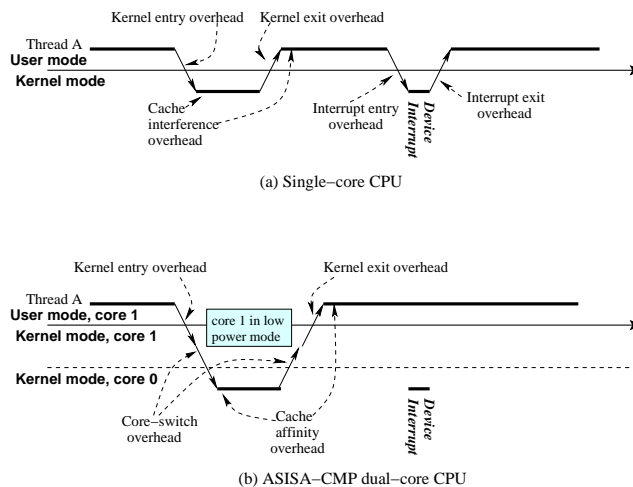 Kernel entry overhead
Kernel exit overhead
Thread A
User mode
Kernel mode
Cache
interference
overhead
Interrupt entry
overhead
Device
Interrupt
Interrupt exit
overhead
(a) Single−core CPU
Kernel entry overhead
Kernel exit overhead
Thread A
User mode, core 1
Kernel mode, core 1
core 1 in low
power mode
Kernel mode, core 0
Core−switch
overhead
Cache
affinity
overhead
Device
Interrupt
(b) ASISA−CMP dual−core CPU